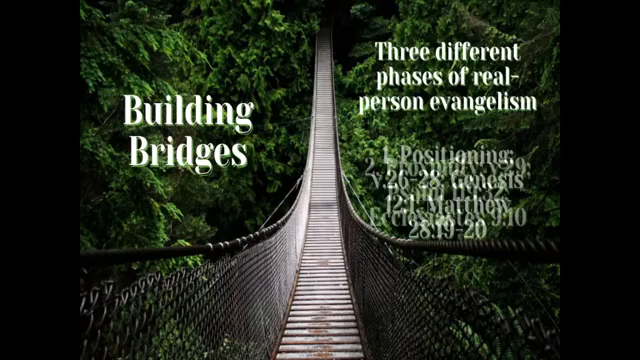 Building
Bridges
Three different
phases of real-
person evangelism
1. Positioning:
v.26-28; Genesis
12:1; Matthew
28:19-20